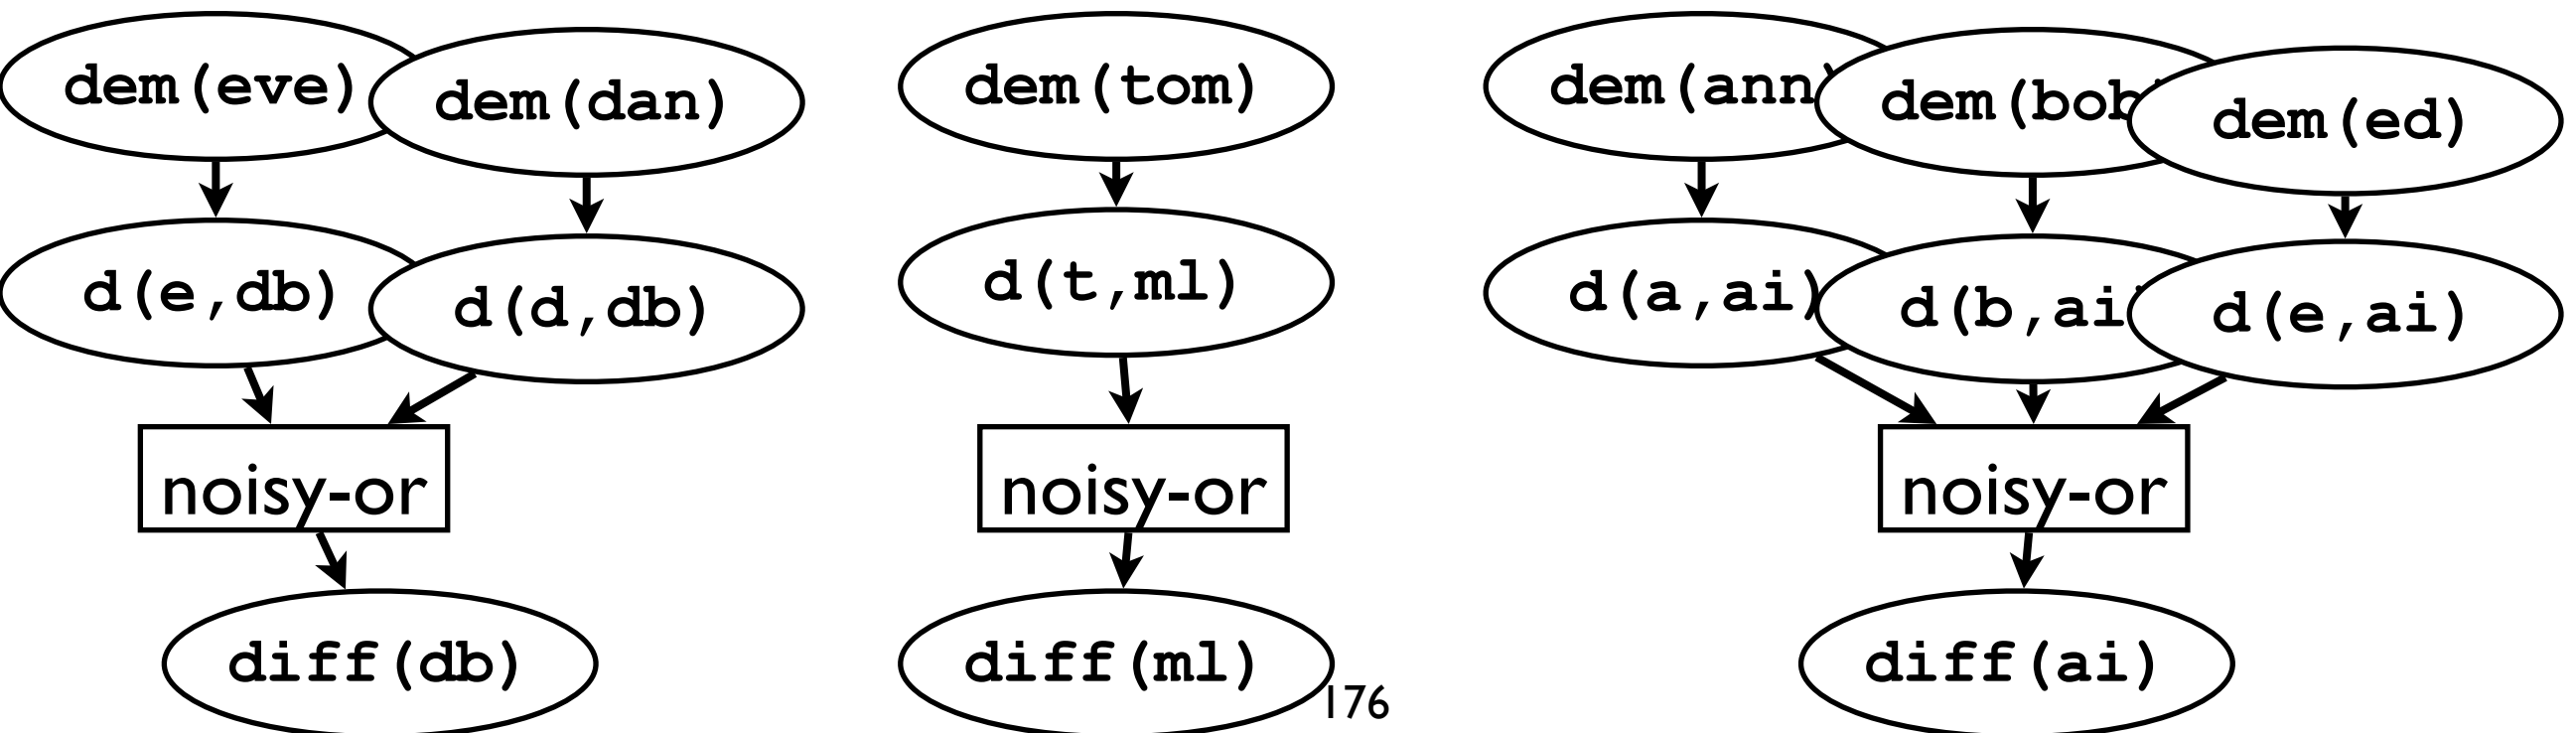 dem(eve) dem(dan) dem(tom) dem(ann dem(bob dem(ed)
d(e,db) d(d,db) d(t,ml) d(a,ai) d(b,ai d(e,ai)
noisy-or noisy-or noisy-or
diff(db) diff(ml) diff(ai)
176